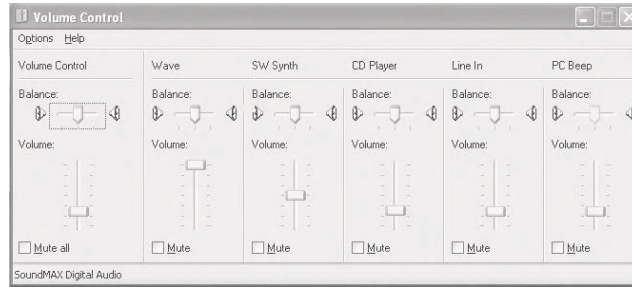 Volume Control
Options Help
Volume Control Wave SW Synth CD Player Line In PC Beep
Balance: Balance: Balance: Balance: Balance: Balance:
Volume: Volume: Volume: Volume: Volume: Volume:
Mute all Mute Mute Mute Mute Mute
SoundMAX Digital Audio